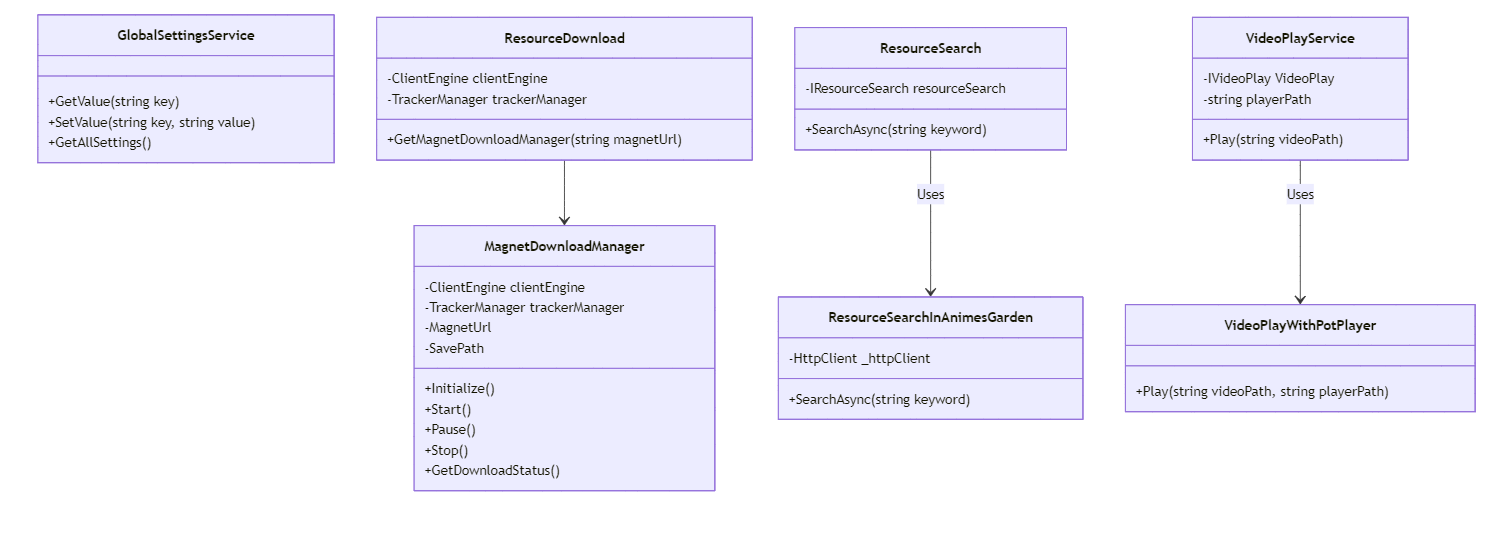 GlobalSettingsService
+GetValue(string key)
+SetValue(string key, string value)
+GetAllSettings()
ResourceDownload
-ClientEngine clientEngine
-TrackerManager trackerManager
+GetMagnetDownloadManager(string magnetUrl)
MagnetDownloadManager
-ClientEngine clientEngine
-TrackerManager trackerManager
-MagnetUrl
-SavePath
+Initialize()
+Start()
+Pause()
+Stop()
+GetDownloadStatus()
ResourceSearch
-IResourceSearch resourceSearch
+SearchAsync(string keyword)
Uses
ResourceSearchInAnimesGarden
-HttpClient _httpClient
+SearchAsync(string keyword)
VideoPlayService
-IVideoPlay VideoPlay
-string playerPath
+Play(string videoPath)
Uses
VideoPlayWithPotPlayer
+Play(string videoPath, string playerPath)